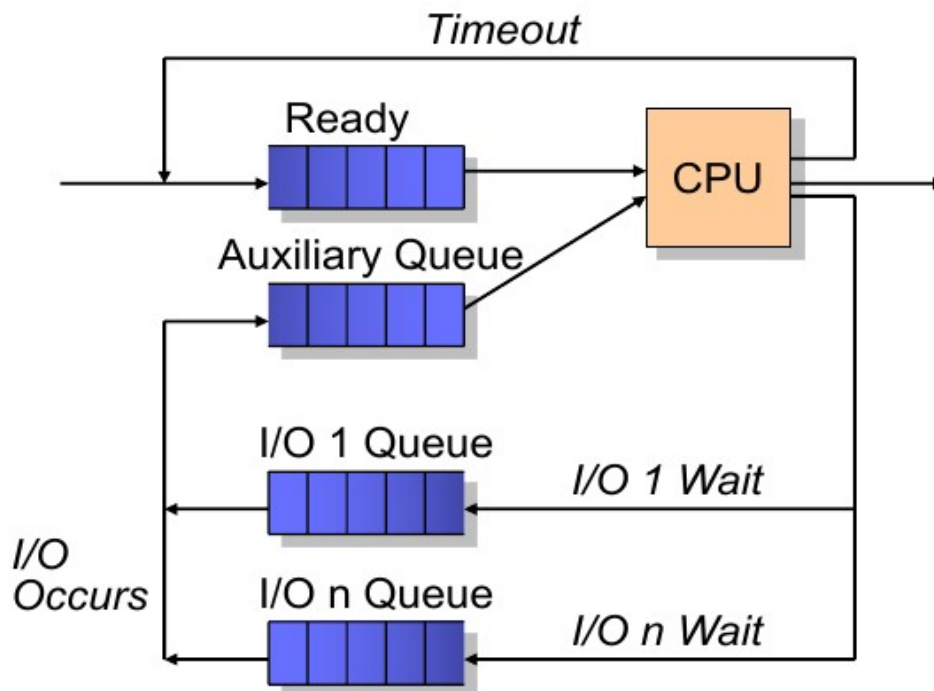 Timeout
Ready
CPU
Auxiliary Queue
I/O 1 Queue
I/O 1 Wait
I/O
Occurs
I/O n Queue
I/O n Wait